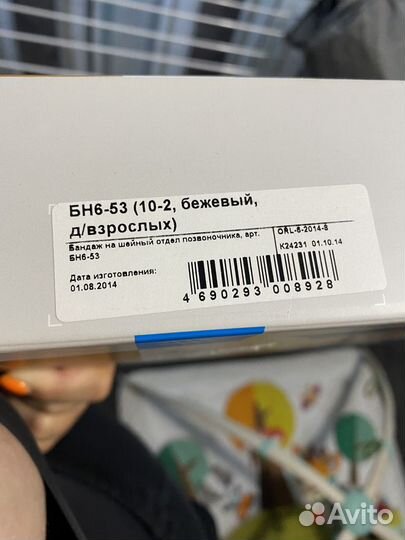 БН6-53 (10-2, бежевый,
д/взрослых)
Бандаж на шейный отдел позвоночника, арт.
БН6-53
Дата изготовления:
01.08.2014
ORL-6-2014-8
К24231 01.10.14
4 690293 008928
Avito